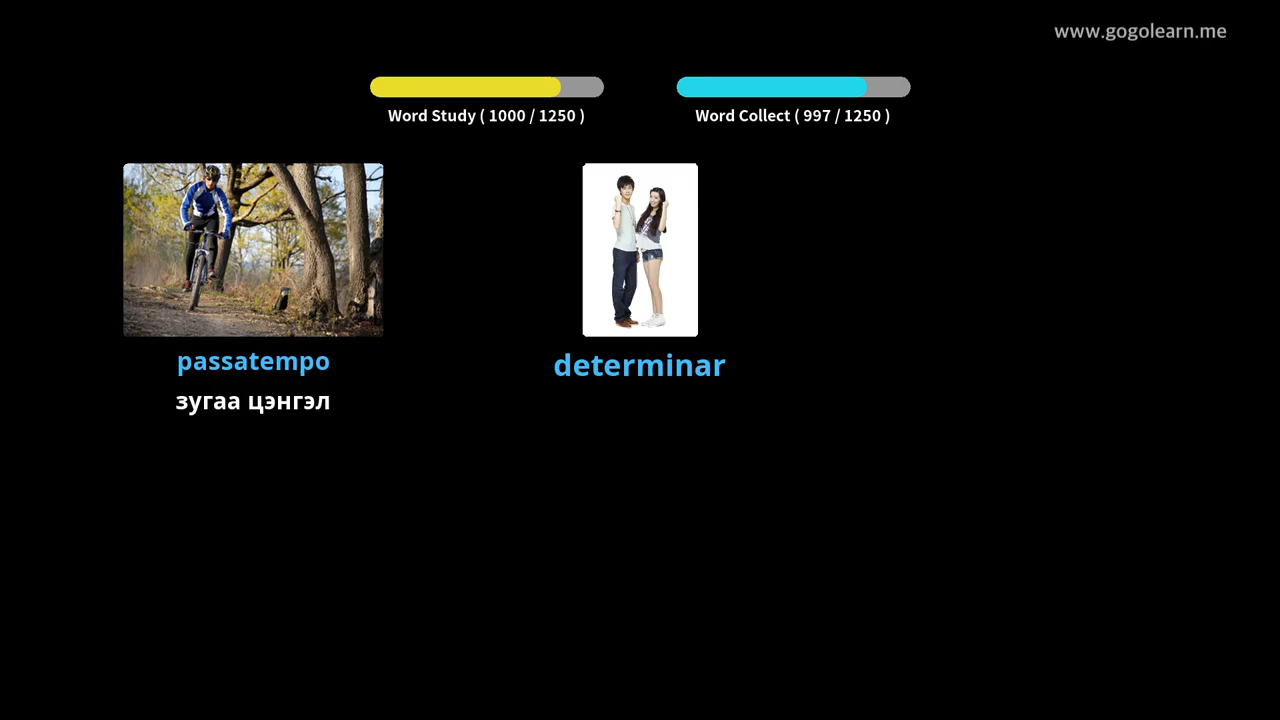 www.gogolearn.me
Word Study ( 1000 / 1250 )
Word Collect ( 997 / 1250 )
passatempo
зугаа цэнгэл
determinar